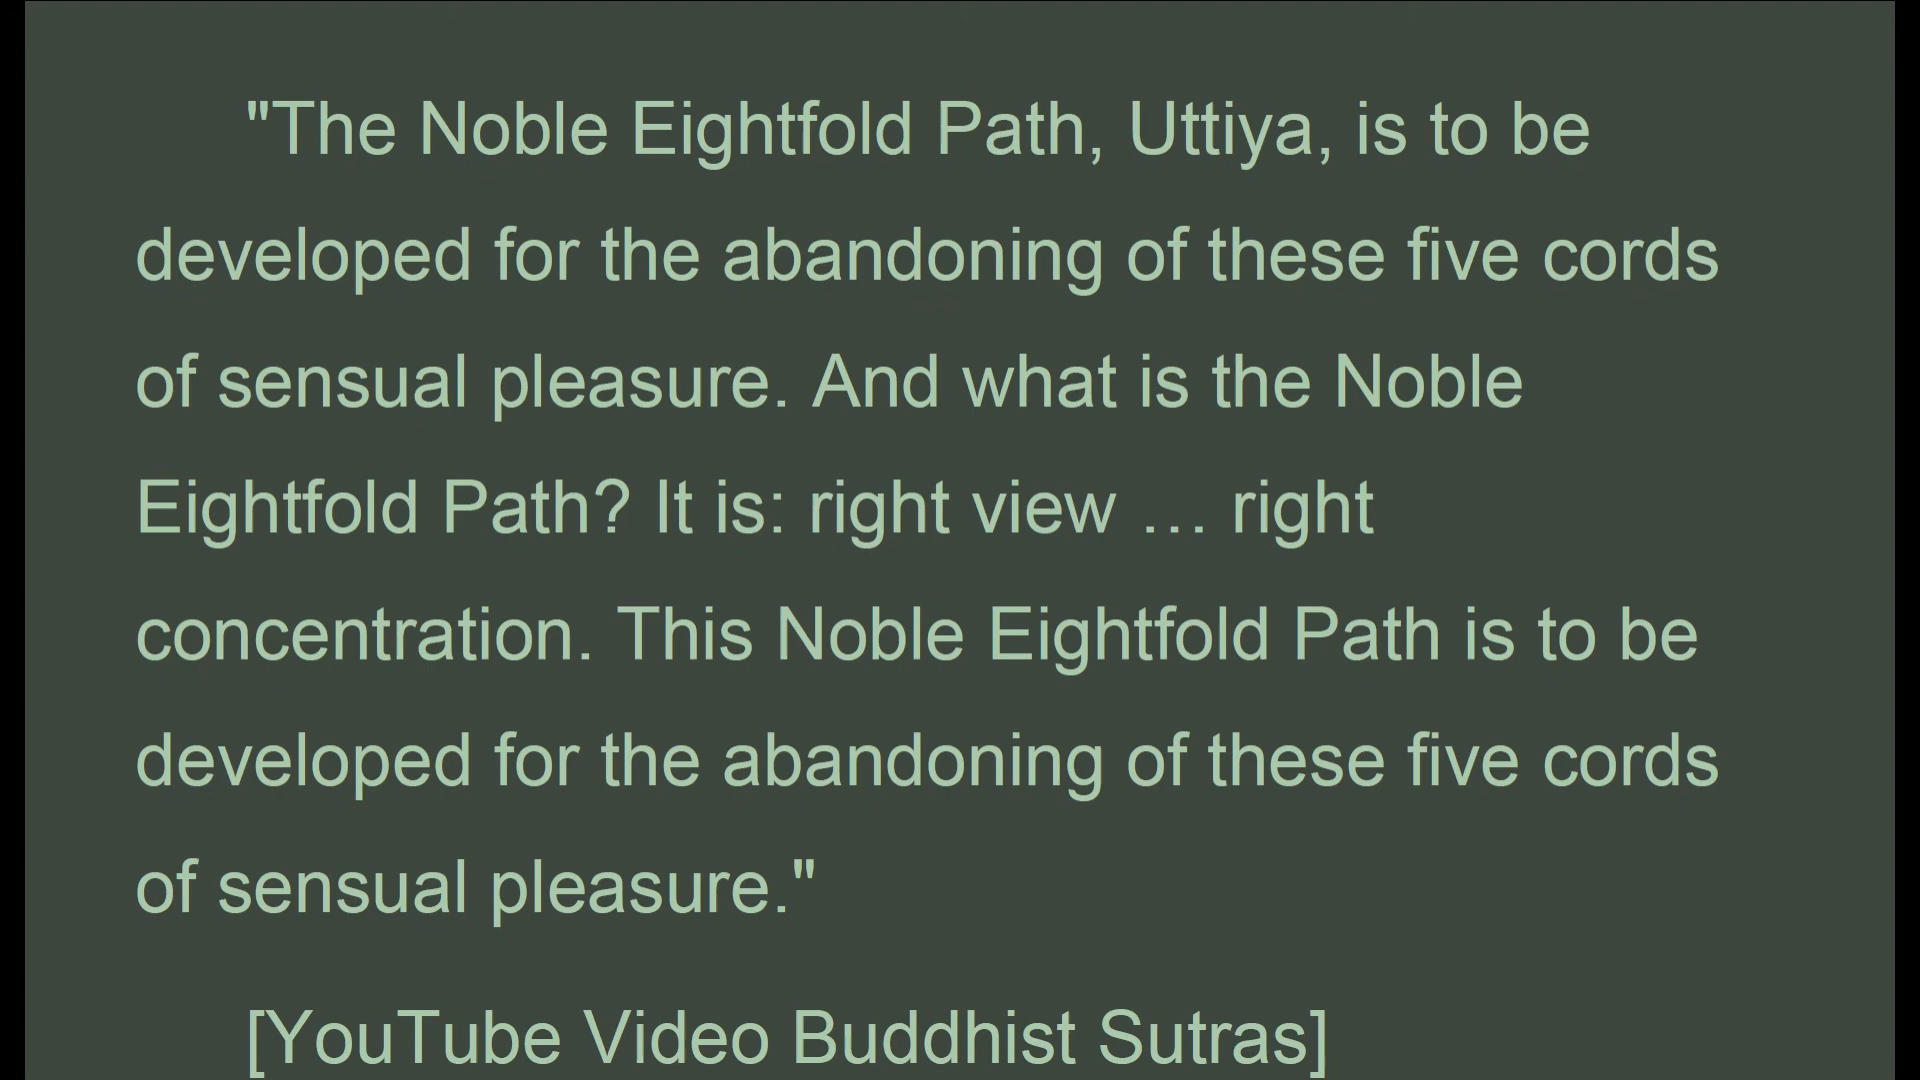 "The Noble Eightfold Path, Uttiya, is to be
developed for the abandoning of these five cords
of sensual pleasure. And what is the Noble
Eightfold Path? It is: right view … right
concentration. This Noble Eightfold Path is to be
developed for the abandoning of these five cords
of sensual pleasure."
[YouTube Video Buddhist Sutras]